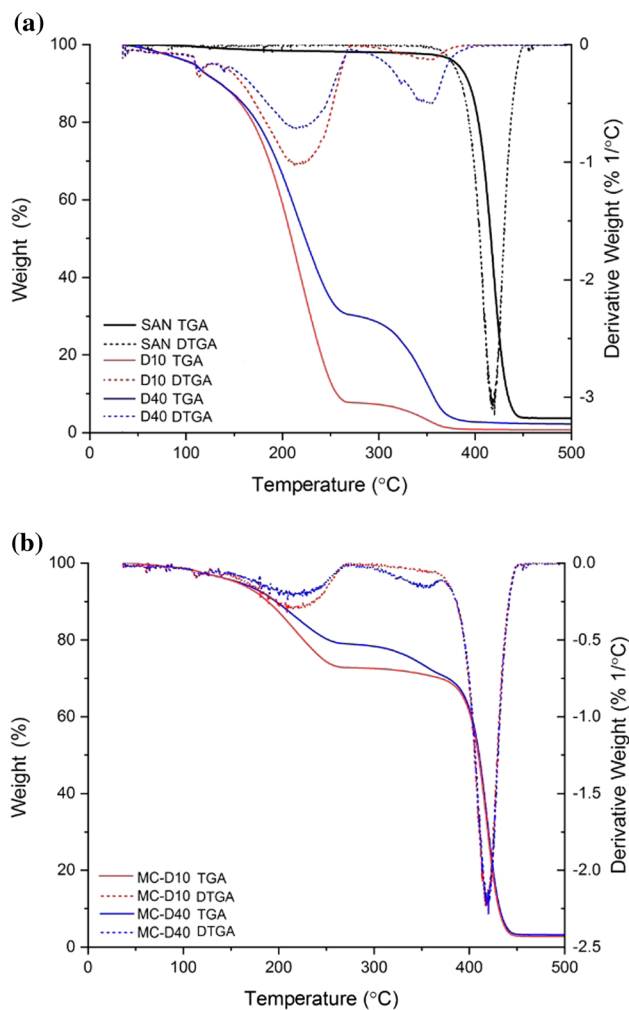 (a)
100
80
60
40
20
0
Weight (%)
0
-1
-2
-3
Derivative Weight (% 1/°C)
SAN TGA
SAN DTGA
D10 TGA
D10 DTGA
D40 TGA
D40 DTGA
0 100 200 300 400 500
Temperature (°C)
(b)
100
80
60
40
20
0
Weight (%)
0.0
-0.5
-1.0
-1.5
-2.0
-2.5
Derivative Weight (% 1/°C)
MC-D10 TGA
MC-D10 DTGA
MC-D40 TGA
MC-D40 DTGA
0 100 200 300 400 500
Temperature (°C)